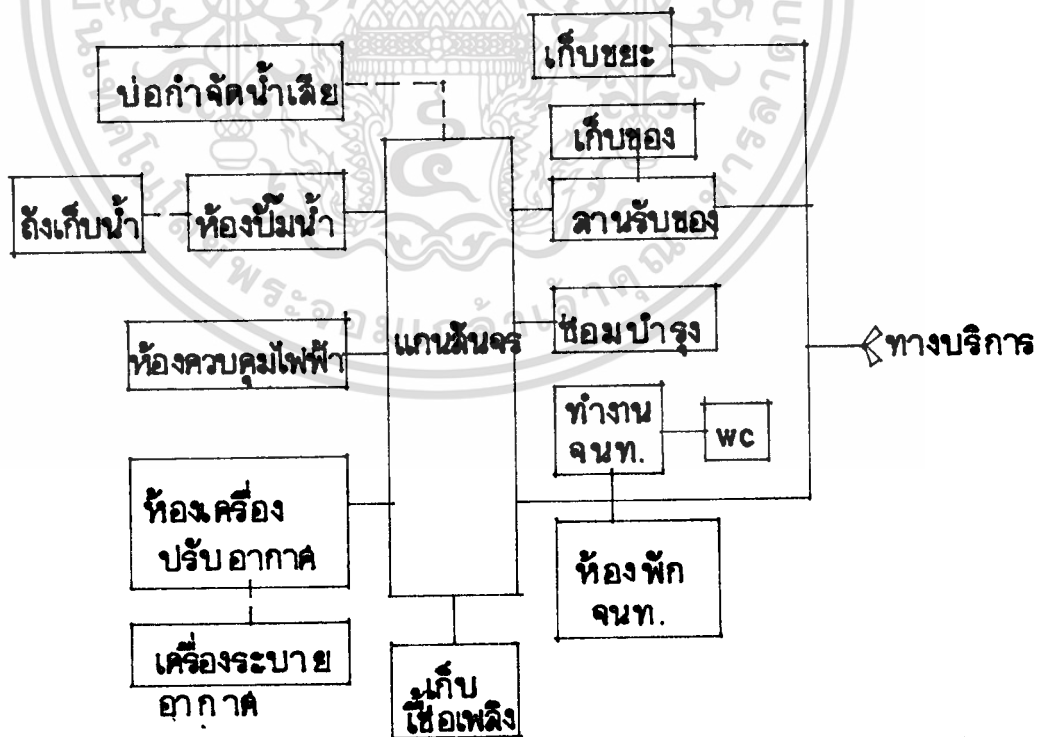 เก็บขยะ
บ่อกำจัดน้ำเสีย
เก็บของ
ถังเก็บน้ำ
ห้องปั๊มน้ำ
ลานรับของ
ห้องควบคุมไฟฟ้า
แกนสัญจร
ซ่อมบำรุง
ทางบริการ
ทำงาน
จนท.
WC
ห้องเครื่อง
ปรับอากาศ
ห้องพัก
จนท.
เครื่องระบาย
อากาศ
เก็บ
เชื้อเพลิง